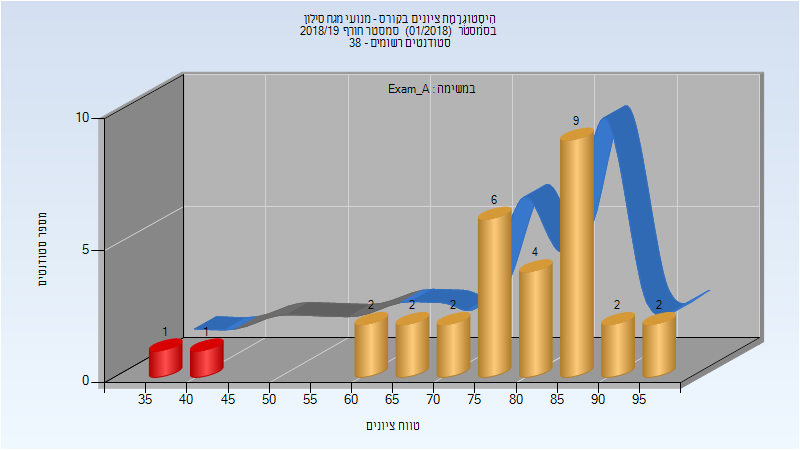 היסטוגרמת ציונים בקורס - מנועי מגח סילון
בסמסטר (01/2018) סמסטר חורף 2018/19
סטודנטים רשומים - 38
במשימה : Exam_A
מספר סטודנטים
10
5
0
1
1
2
2
2
6
4
9
2
2
35 40 45 50 55 60 65 70 75 80 85 90 95
טווח ציונים